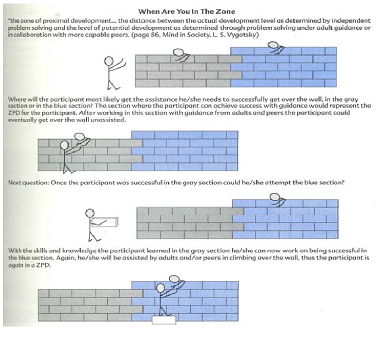 When Are You In The Zone
"the zone of proximal development.... the distance between the actual development level as determined by independent
problem solving and the level of potential development as determined through problem solving under adult guidance or
in collaboration with more capable peers. (page 86, Mind in Society, L. S. Vygotsky)
Where will the participant most likely get the assistance he/she needs to successfully get over the wall, in the gray
section or in the blue section? The section where the participant can achieve success with guidance would represent the
ZPD for the participant. After working in this section with guidance from adults and peers the participant could
eventually get over the wall unassisted.
Next question: Once the participant was successful in the gray section could he/she attempt the blue section?
With the skills and knowledge the participant learned in the gray section he/she can now work on being successful in
the blue section. Again, he/she will be assisted by adults and/or peers in climbing over the wall, thus the participant is
again in a ZPD.